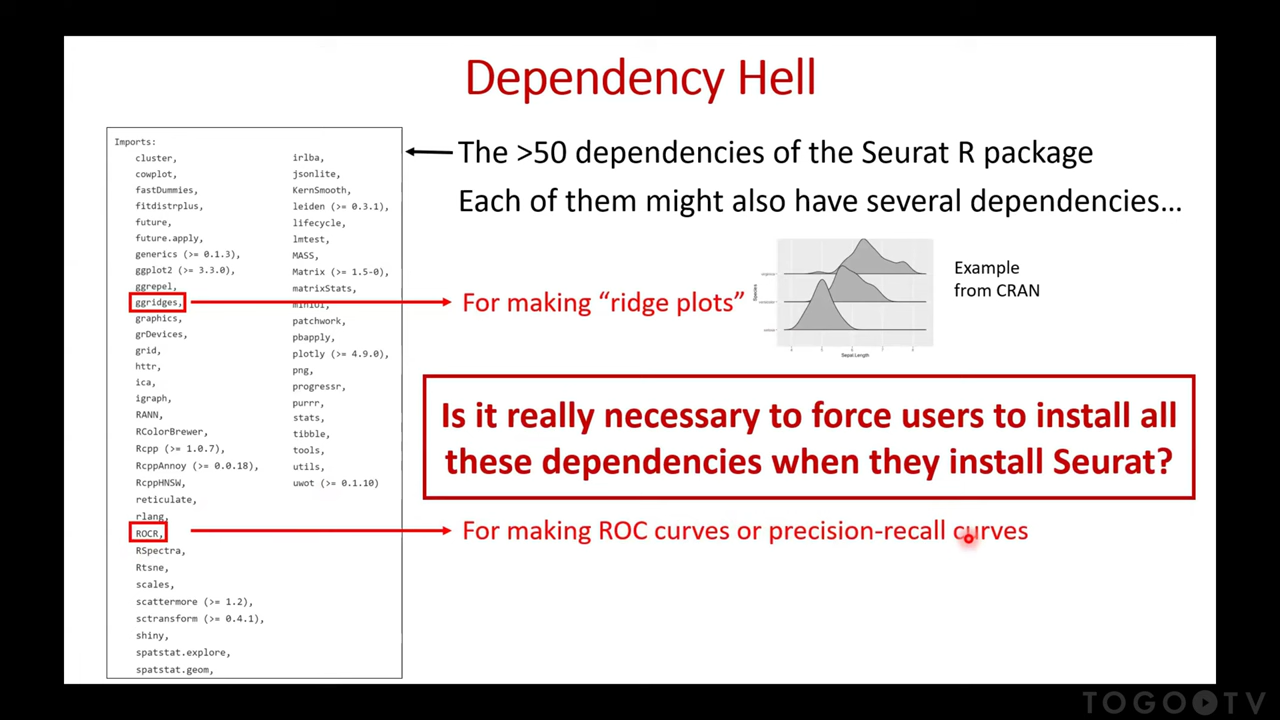 Dependency Hell
Imports:
cluster,
cowplot,
fastDummies,
fitdistrplus,
future,
future.apply,
generics (>= 0.1.3),
ggplot2 (>= 3.3.0),
ggrepel,
ggridges,
graphics,
grDevices,
grid,
httr,
ica,
igraph,
RANN,
RColorBrewer,
Rcpp (>= 1.0.7),
RcppAnnoy (>= 0.0.18),
RcppHNSW,
reticulate,
rlang,
ROCR,
RSpectra,
Rtsne,
scales,
scattermore (>= 1.2),
sctransform (>= 0.4.1),
shiny,
spatstat.explore,
spatstat.geom,
irlba,
jsonlite,
KernSmooth,
leiden (>= 0.3.1),
lifecycle,
lmtest,
MASS,
Matrix (>= 1.5-0),
matrixStats,
miniUI,
patchwork,
pbapply,
plotly (>= 4.9.0),
png,
progressr,
purrr,
stats,
tibble,
tools,
utils,
uwot (>= 0.1.10)
The >50 dependencies of the Seurat R package
Each of them might also have several dependencies…
For making “ridge plots”
Species
Sepal.Length
Example
from CRAN
Is it really necessary to force users to install all
these dependencies when they install Seurat?
For making ROC curves or precision-recall curves
TOGO TV